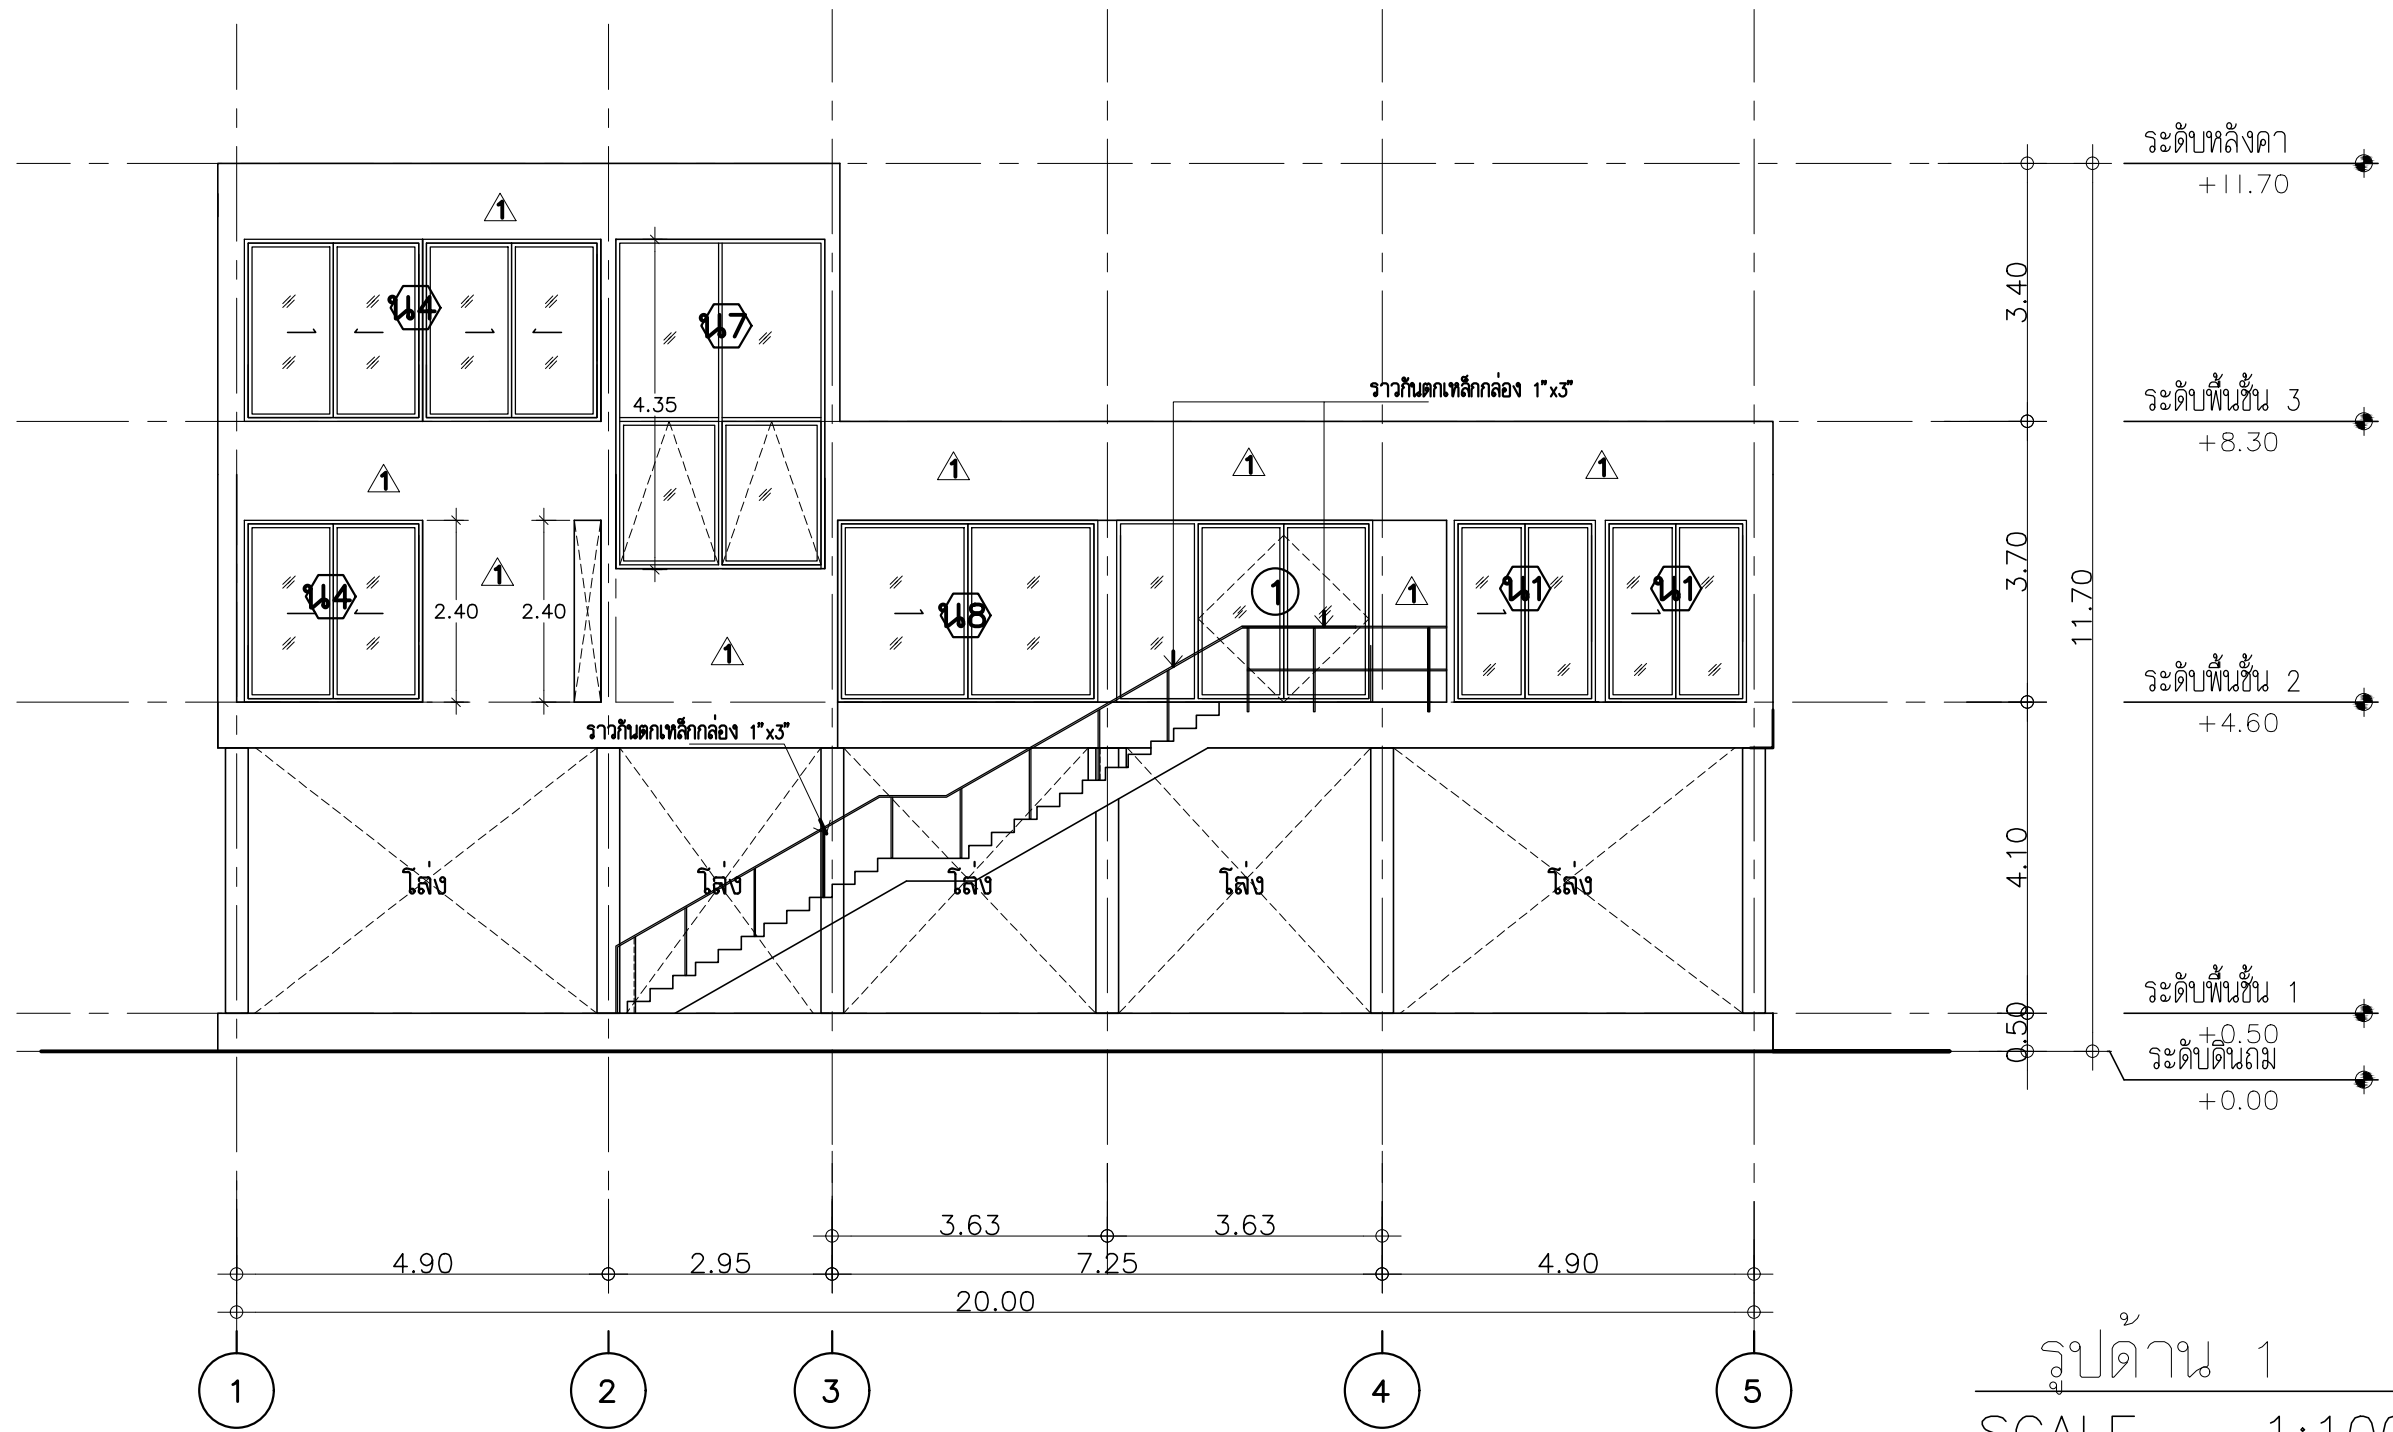 ระดับหลังคา
+11.70
1
3.40
น4
น7
4.35
ราวกันตกเหล็กกล่อง 1"x3"
ระดับพื้นชั้น 3
+8.30
1
1
1
1
3.70
11.70
น4
2.40
1
2.40
1
น8
1
1
น1
น1
ระดับพื้นชั้น 2
+4.60
ราวกันตกเหล็กกล่อง 1"x3"
4.10
โล่ง
โล่ง
โล่ง
โล่ง
โล่ง
ระดับพื้นชั้น 1
+0.50
0.50
ระดับดินถม
+0.00
3.63
3.63
4.90
2.95
7.25
4.90
20.00
1
2
3
4
5
รูปด้าน 1
SCALE 1:100